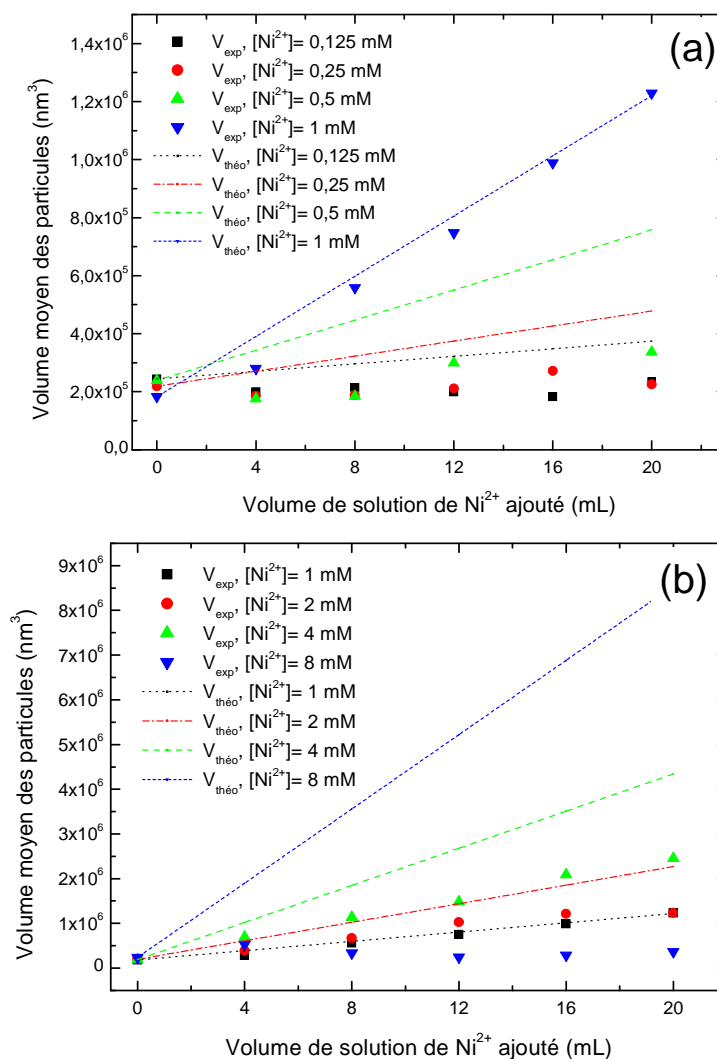 (a)
V_exp, [Ni²⁺]= 0,125 mM
V_exp, [Ni²⁺]= 0,25 mM
V_exp, [Ni²⁺]= 0,5 mM
V_exp, [Ni²⁺]= 1 mM
V_théo, [Ni²⁺]= 0,125 mM
V_théo, [Ni²⁺]= 0,25 mM
V_théo, [Ni²⁺]= 0,5 mM
V_théo, [Ni²⁺]= 1 mM
Volume moyen des particules (nm³)
1,4x10⁶
1,2x10⁶
1,0x10⁶
8,0x10⁵
6,0x10⁵
4,0x10⁵
2,0x10⁵
0,0
0 4 8 12 16 20
Volume de solution de Ni²⁺ ajouté (mL)
(b)
V_exp, [Ni²⁺]= 1 mM
V_exp, [Ni²⁺]= 2 mM
V_exp, [Ni²⁺]= 4 mM
V_exp, [Ni²⁺]= 8 mM
V_théo, [Ni²⁺]= 1 mM
V_théo, [Ni²⁺]= 2 mM
V_théo, [Ni²⁺]= 4 mM
V_théo, [Ni²⁺]= 8 mM
Volume moyen des particules (nm³)
9x10⁶
8x10⁶
7x10⁶
6x10⁶
5x10⁶
4x10⁶
3x10⁶
2x10⁶
1x10⁶
0
0 4 8 12 16 20
Volume de solution de Ni²⁺ ajouté (mL)